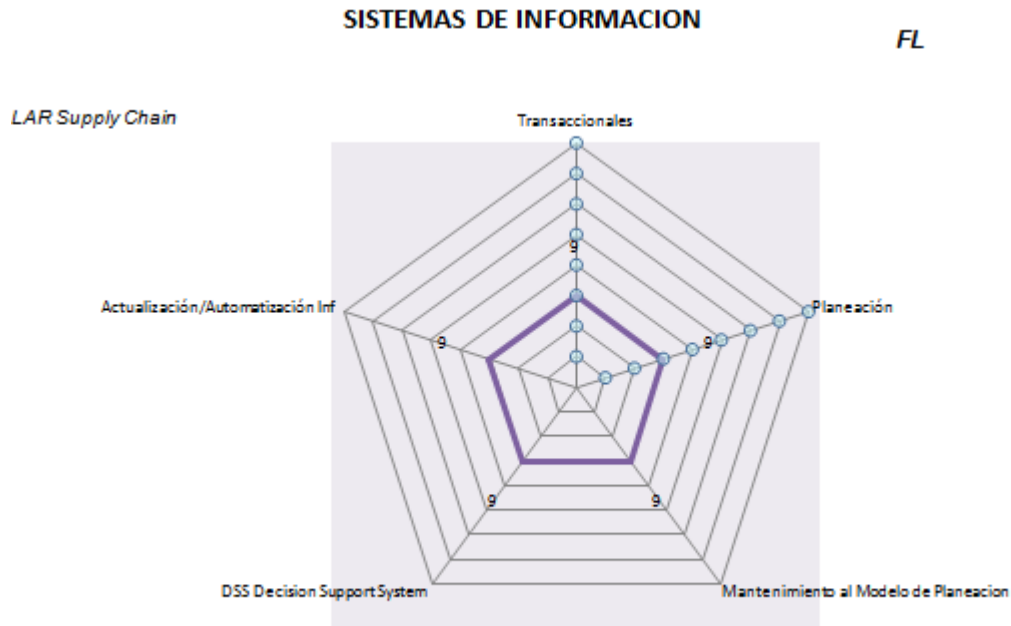 SISTEMAS DE INFORMACION
FL
LAR Supply Chain
Transaccionales
9
Actualización/Automatización Inf
Planeación
9
9
9
9
DSS Decision Support System
Mantenimiento al Modelo de Planeacion